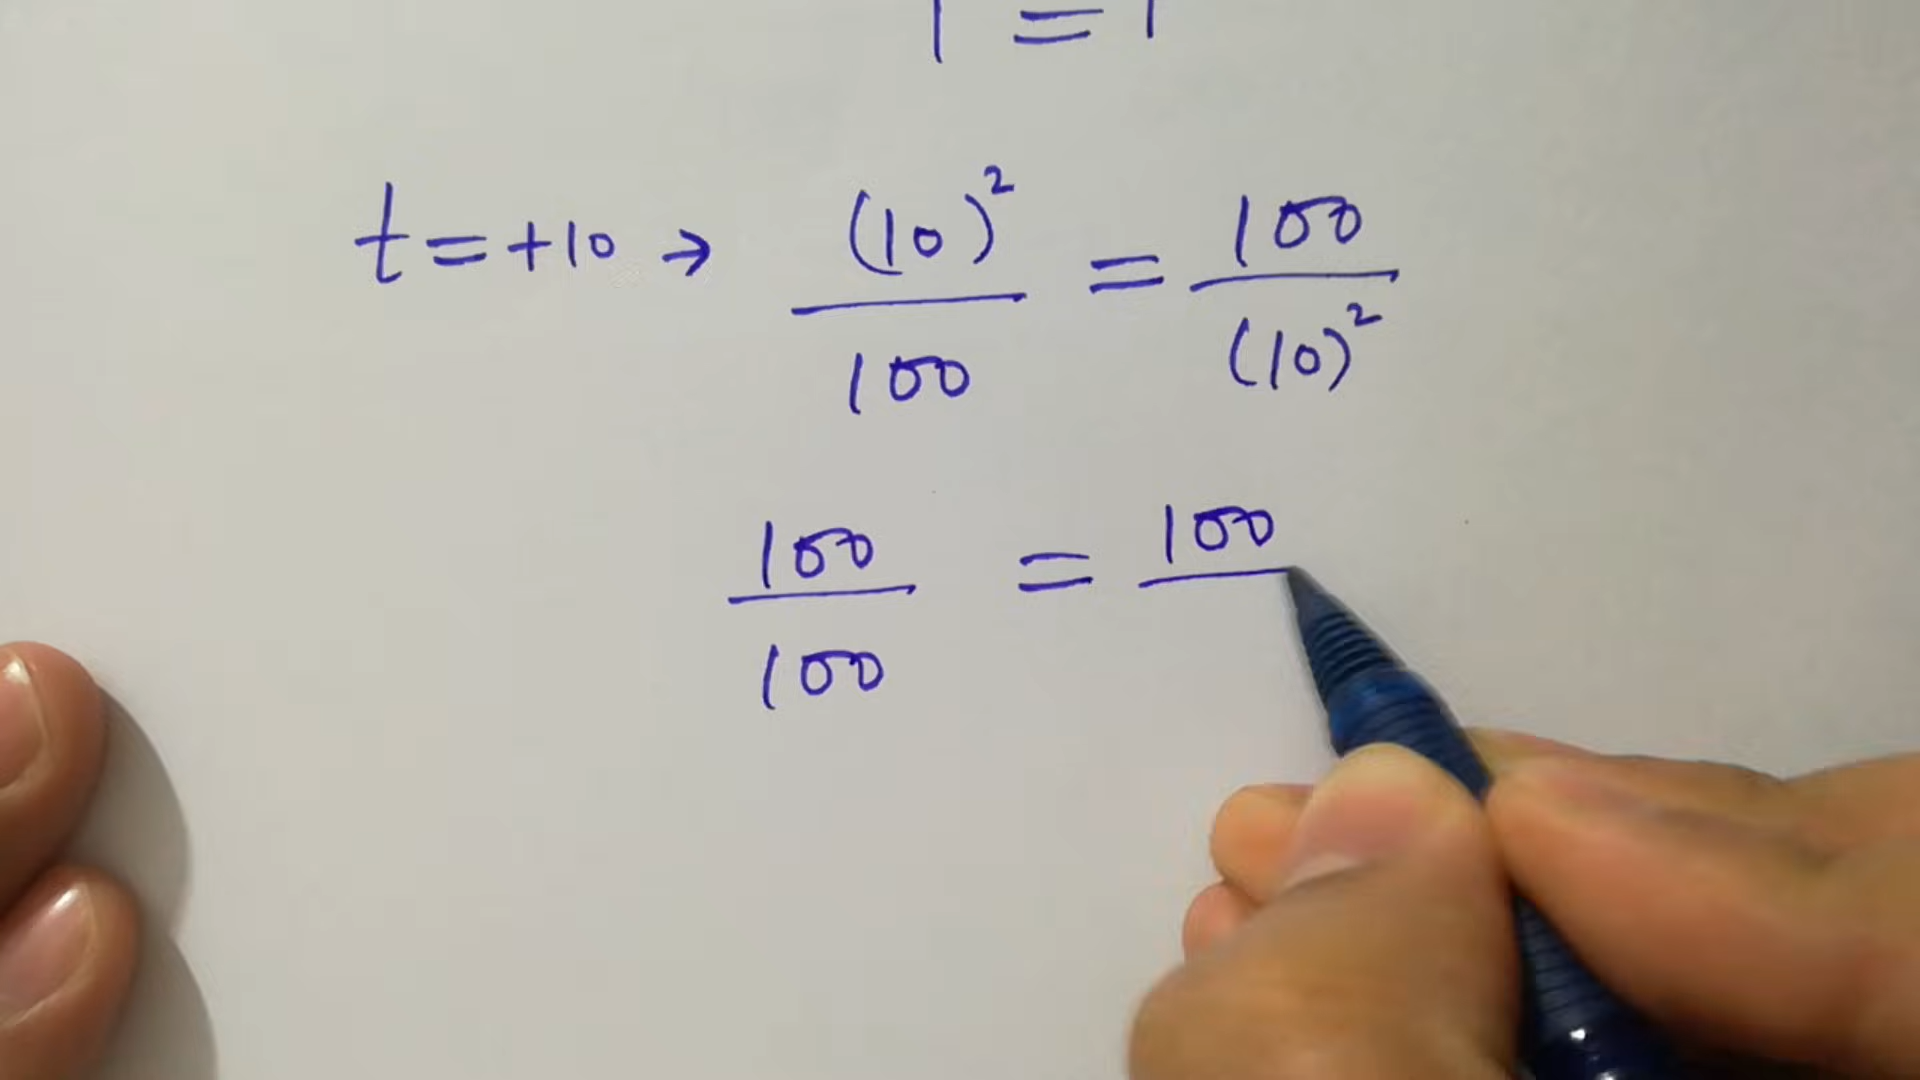 1 = 1
t = +10 → (10)²/100 = 100/(10)²
100/100 = 100/